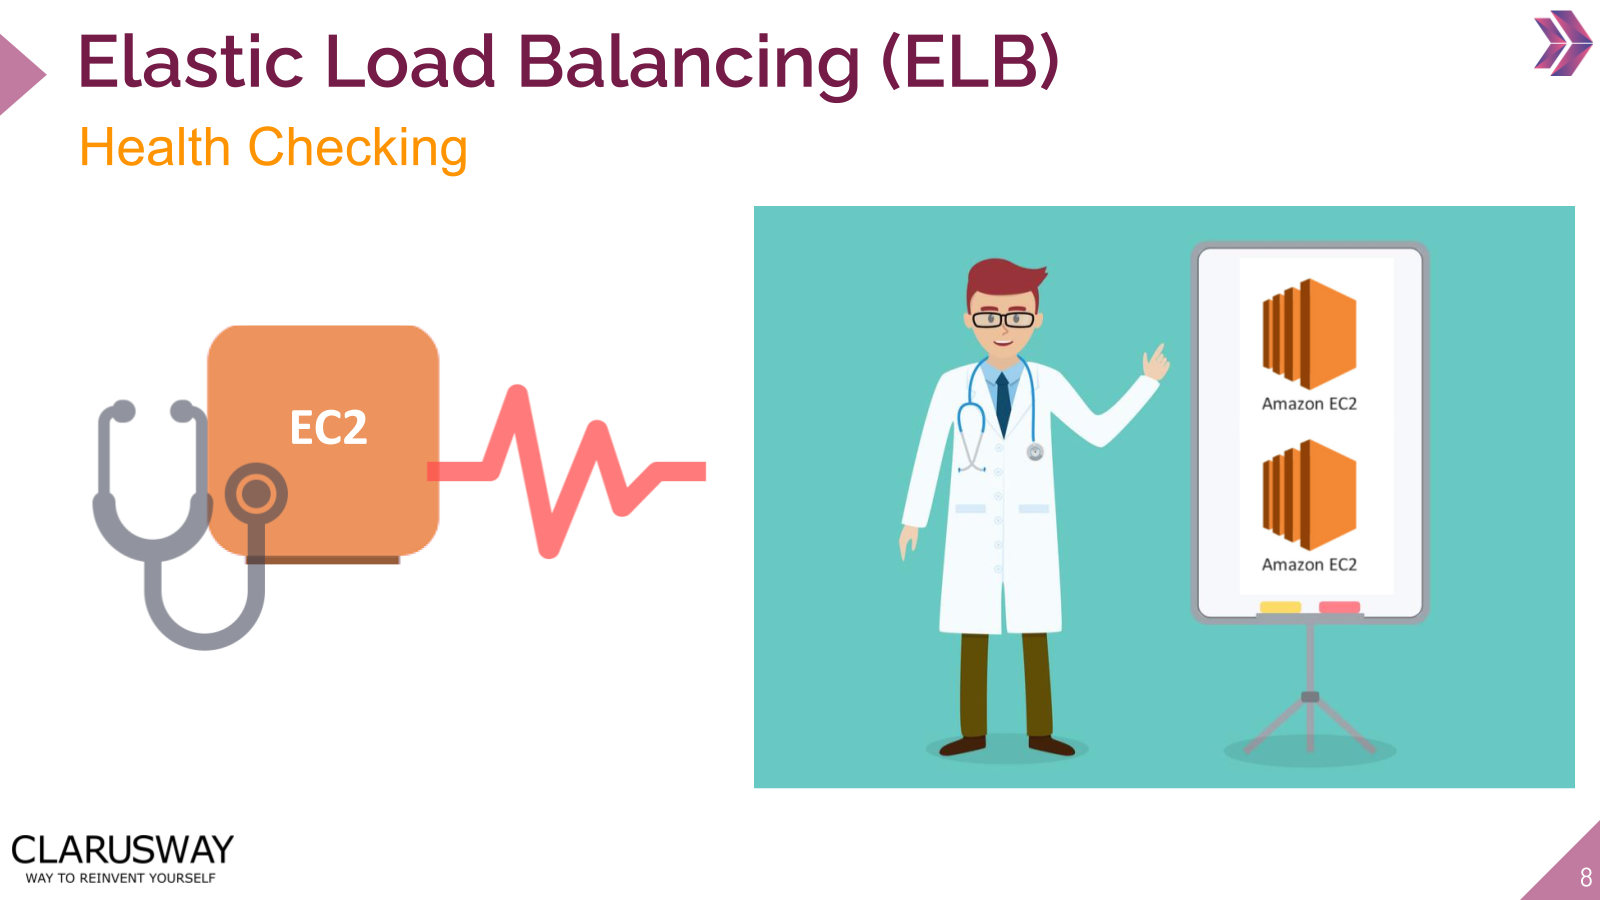 Elastic Load Balancing (ELB)
Health Checking
EC2
Amazon EC2
Amazon EC2
CLARUSWAY
WAY TO REINVENT YOURSELF
8